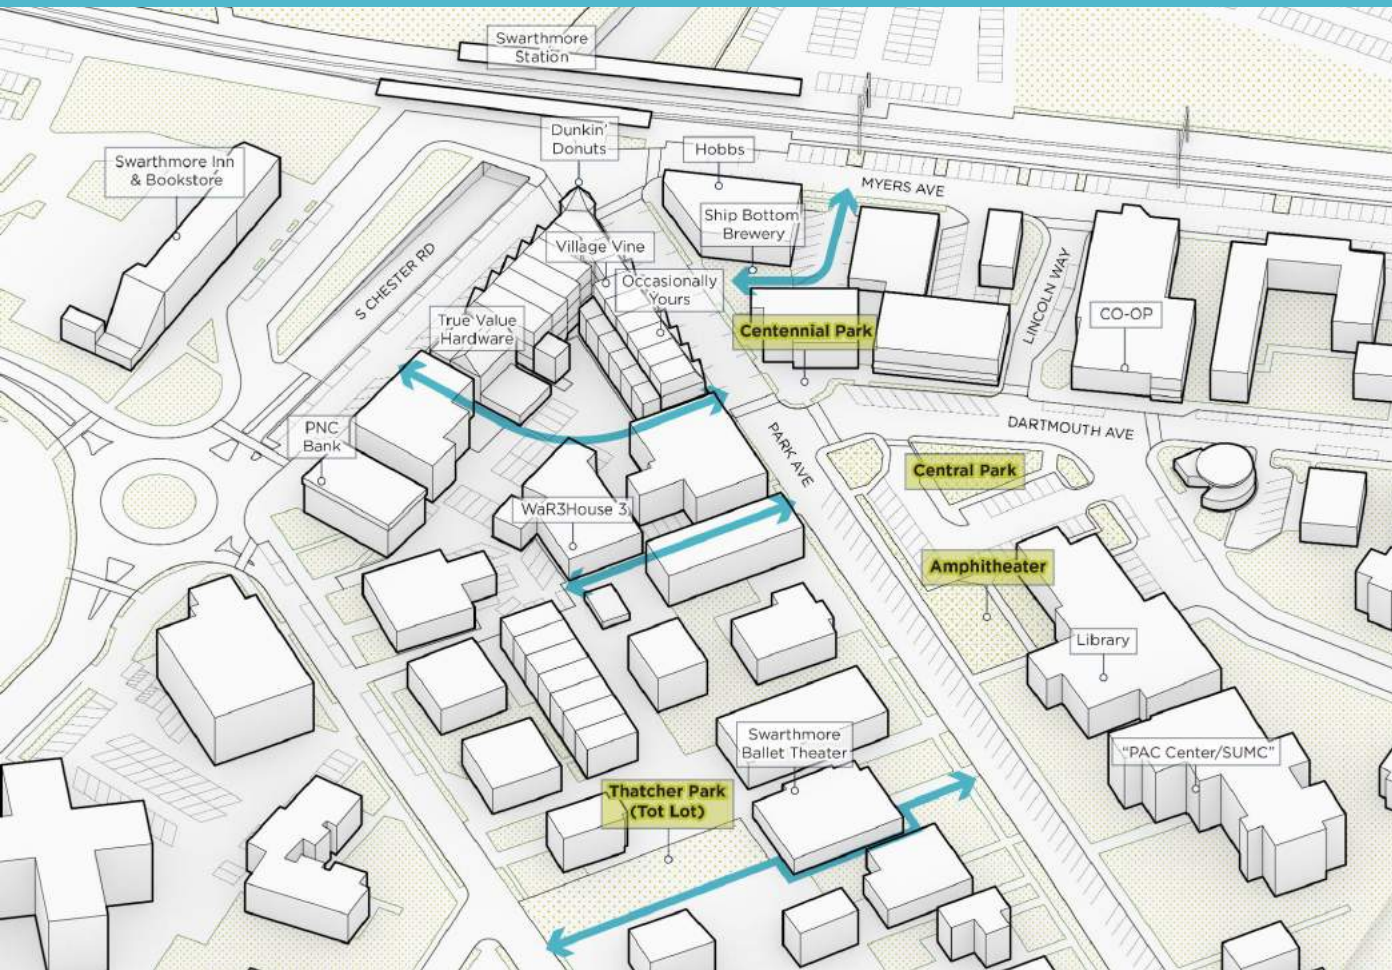 Swarthmore
Station
Dunkin'
Donuts
Hobbs
Swarthmore Inn
& Bookstore
MYERS AVE
Ship Bottom
Brewery
Village Vine
S CHESTER RD
Occasionally
Yours
LINCOLN WAY
True Value
Hardware
CO-OP
Centennial Park
PNC
Bank
DARTMOUTH AVE
PARK AVE
Central Park
WaR3House 3
Amphitheater
Library
Swarthmore
Ballet Theater
"PAC Center/SUMC"
Thatcher Park
(Tot Lot)